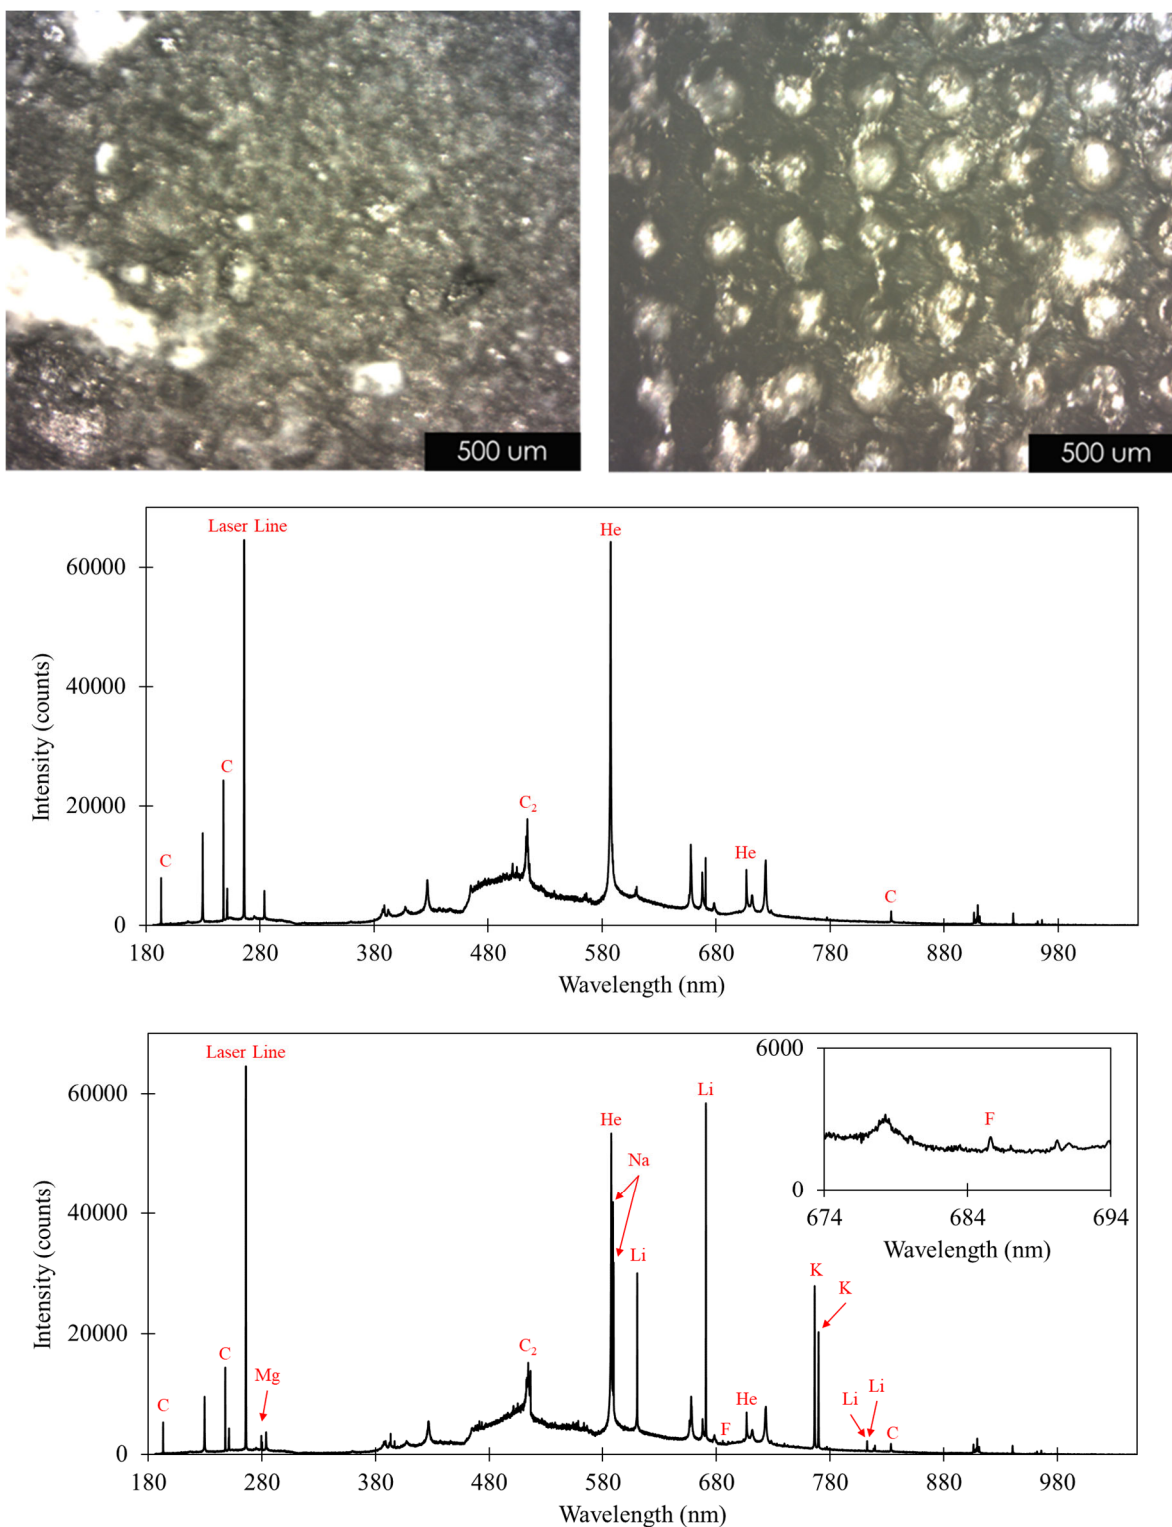 500 um
500 um
Laser Line
He
60000
40000
Intensity (counts)
C
C₂
20000
C
He
C
0
180 280 380 480 580 680 780 880 980
Wavelength (nm)
Laser Line
6000
60000
Li
He
F
Na
0
674 684 694
40000
Wavelength (nm)
Intensity (counts)
Li
K
K
20000
C
C₂
Mg
Li
Li
C
He
F
C
0
180 280 380 480 580 680 780 880 980
Wavelength (nm)